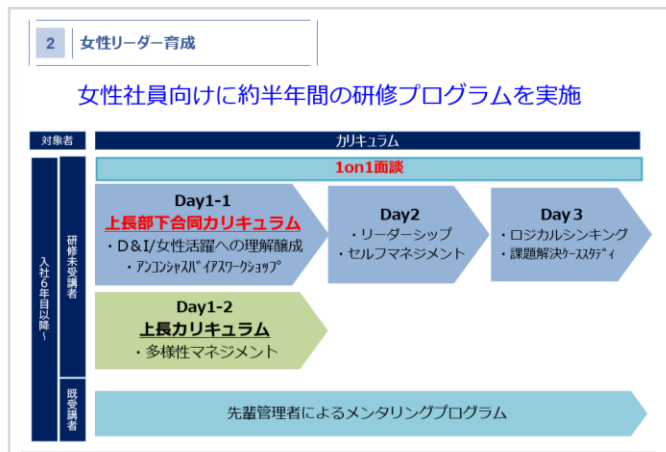 2 女性リーダー育成
女性社員向けに約半年間の研修プログラムを実施
対象者
カリキュラム
入社6年目以降~
研修未受講者
1on1面談
Day1-1
上長部下合同カリキュラム
・D&I/女性活躍への理解醸成
・ｱﾝｺﾝｼｬｽﾊﾞｲｱｽﾜｰｸｼｮｯﾌﾟ
Day2
・リーダーシップ
・セルフマネジメント
Day3
・ロジカルシンキング
・課題解決ｹｰｽｽﾀﾃﾞｨ
Day1-2
上長カリキュラム
・多様性マネジメント
既受講者
先輩管理者によるメンタリングプログラム